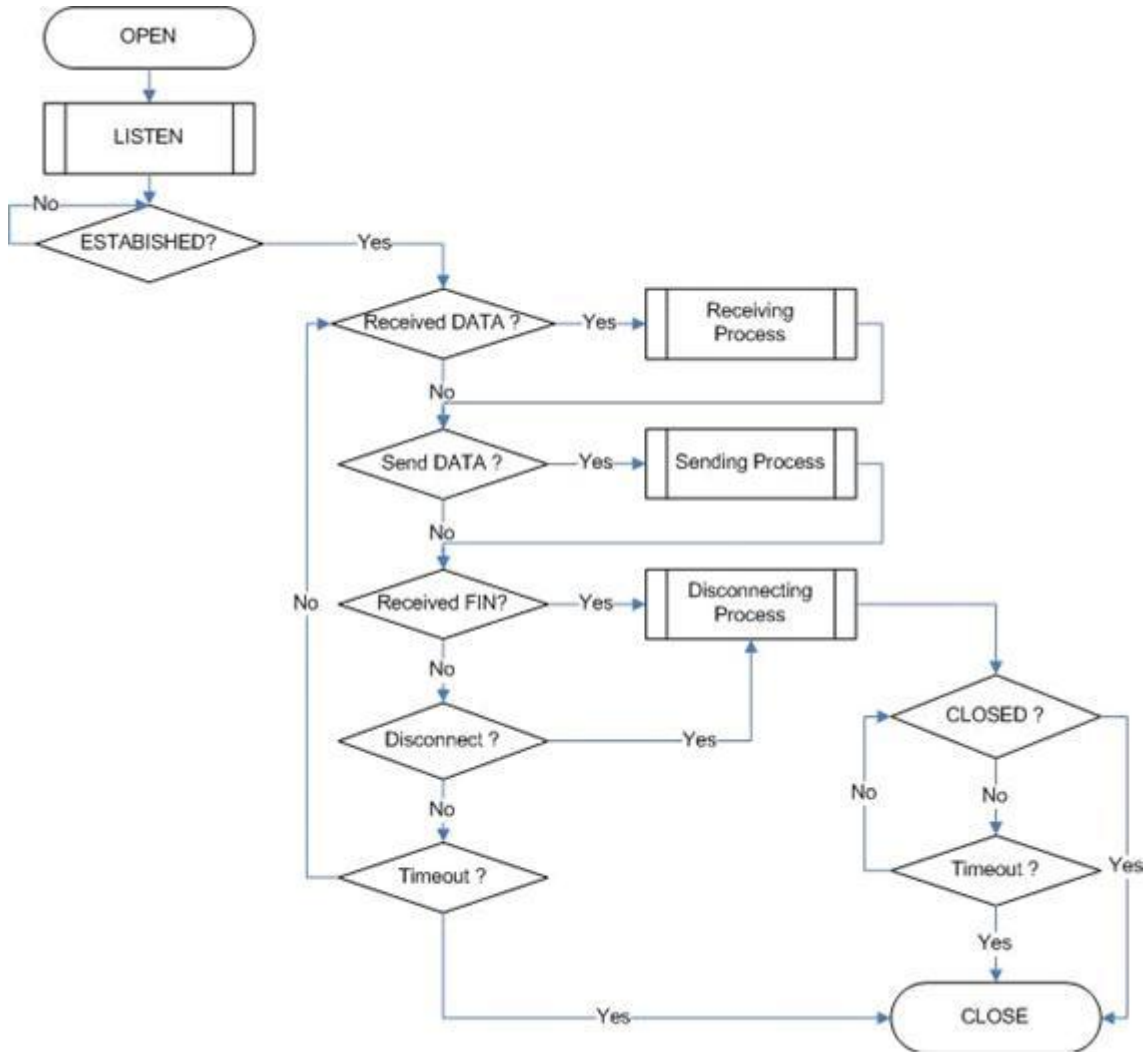 OPEN
LISTEN
No
ESTABISHED?
Yes
Received DATA ?
Yes
Receiving
Process
No
Send DATA ?
Yes
Sending Process
No
Received FIN?
Yes
Disconnecting
Process
No
No
Disconnect ?
Yes
CLOSED ?
No
No
No
Timeout ?
Timeout ?
Yes
Yes
Yes
CLOSE